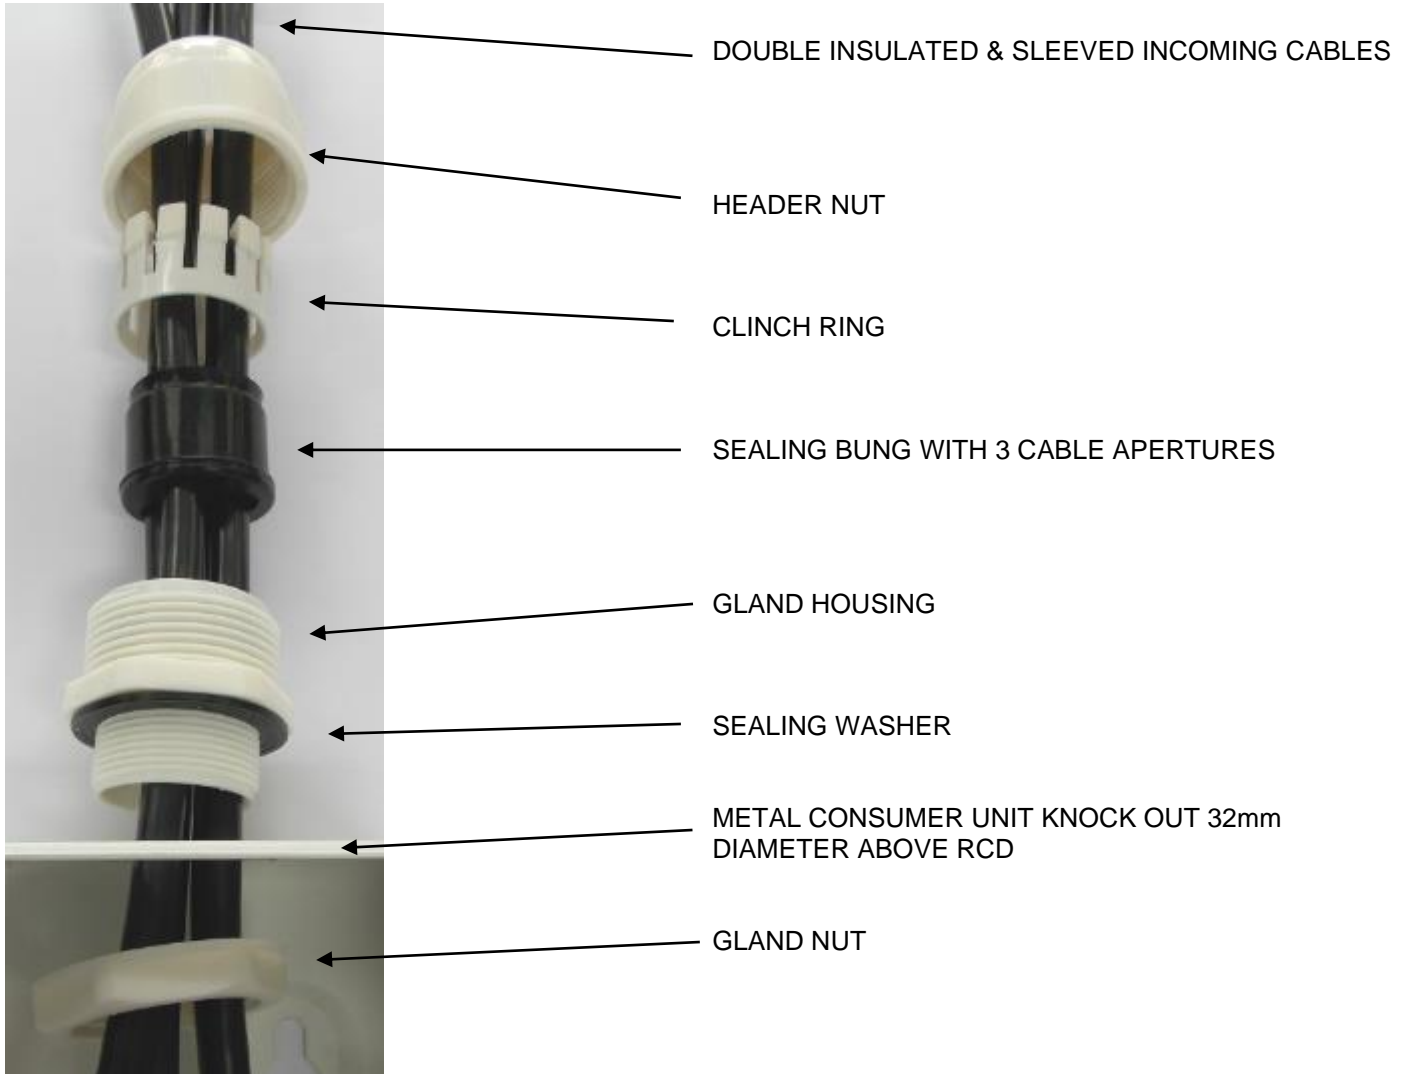 DOUBLE INSULATED & SLEEVED INCOMING CABLES
HEADER NUT
CLINCH RING
SEALING BUNG WITH 3 CABLE APERTURES
GLAND HOUSING
SEALING WASHER
METAL CONSUMER UNIT KNOCK OUT 32mm
DIAMETER ABOVE RCD
GLAND NUT